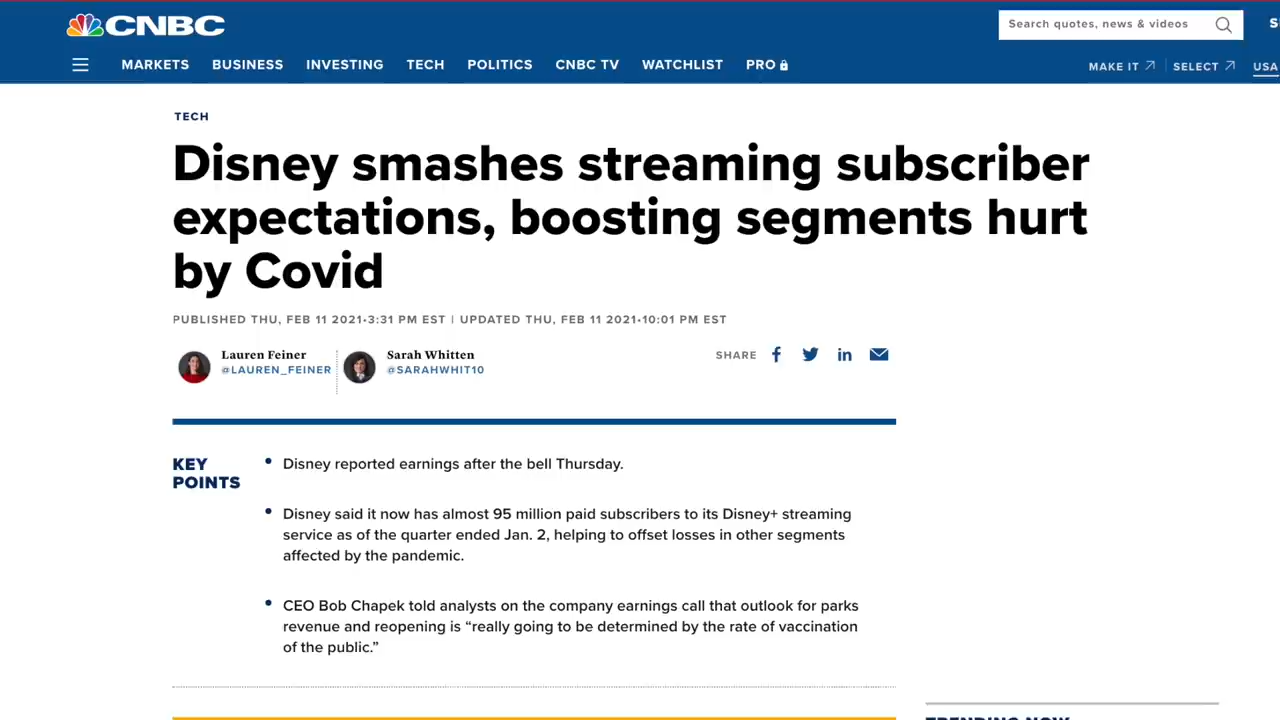 CNBC
Search quotes, news & videos
MARKETS BUSINESS INVESTING TECH POLITICS CNBC TV WATCHLIST PRO
MAKE IT SELECT USA
TECH
Disney smashes streaming subscriber
expectations, boosting segments hurt
by Covid
PUBLISHED THU, FEB 11 2021•3:31 PM EST | UPDATED THU, FEB 11 2021•10:01 PM EST
Lauren Feiner
@LAUREN_FEINER
Sarah Whitten
@SARAHWHIT10
SHARE
KEY
POINTS
• Disney reported earnings after the bell Thursday.
• Disney said it now has almost 95 million paid subscribers to its Disney+ streaming
service as of the quarter ended Jan. 2, helping to offset losses in other segments
affected by the pandemic.
• CEO Bob Chapek told analysts on the company earnings call that outlook for parks
revenue and reopening is “really going to be determined by the rate of vaccination
of the public.”
TRENDING NOW